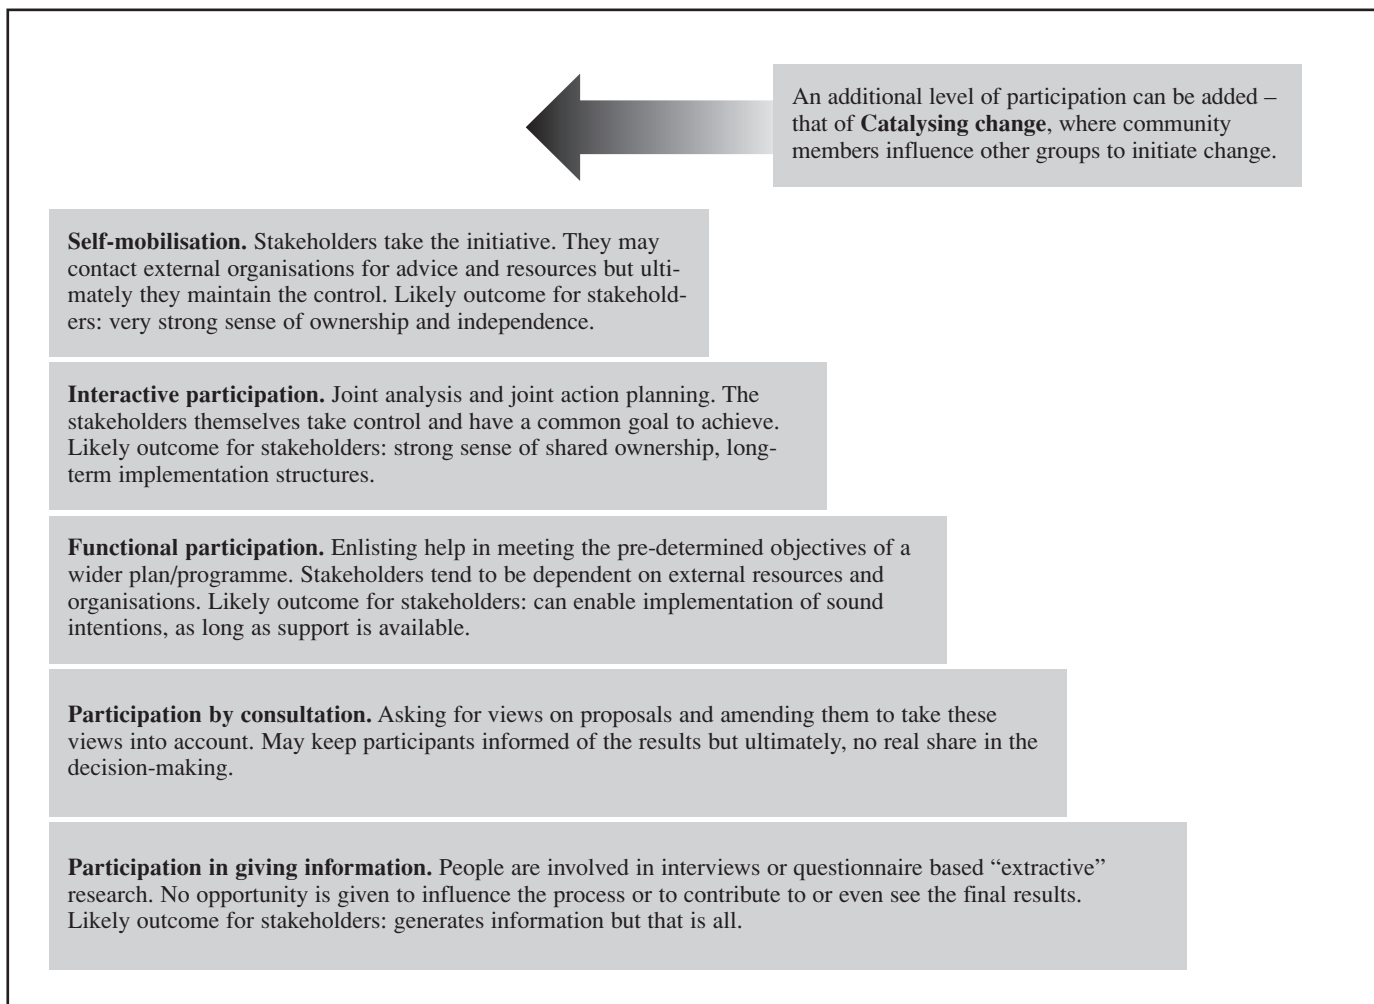 An additional level of participation can be added –
that of Catalysing change, where community
members influence other groups to initiate change.
Self-mobilisation. Stakeholders take the initiative. They may
contact external organisations for advice and resources but ulti-
mately they maintain the control. Likely outcome for stakehold-
ers: very strong sense of ownership and independence.
Interactive participation. Joint analysis and joint action planning. The
stakeholders themselves take control and have a common goal to achieve.
Likely outcome for stakeholders: strong sense of shared ownership, long-
term implementation structures.
Functional participation. Enlisting help in meeting the pre-determined objectives of a
wider plan/programme. Stakeholders tend to be dependent on external resources and
organisations. Likely outcome for stakeholders: can enable implementation of sound
intentions, as long as support is available.
Participation by consultation. Asking for views on proposals and amending them to take these
views into account. May keep participants informed of the results but ultimately, no real share in the
decision-making.
Participation in giving information. People are involved in interviews or questionnaire based “extractive”
research. No opportunity is given to influence the process or to contribute to or even see the final results.
Likely outcome for stakeholders: generates information but that is all.